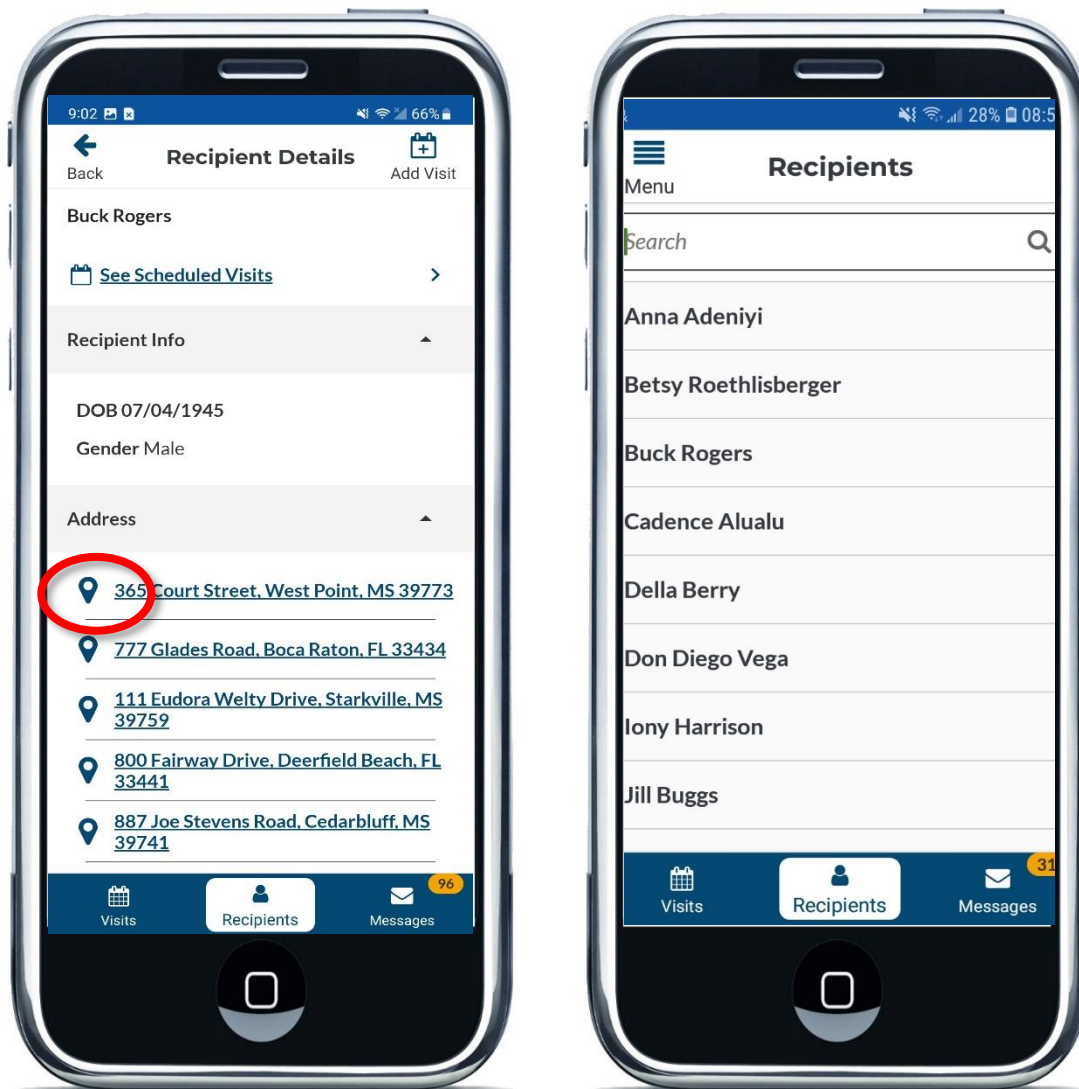 9:02 66%
Back
Recipient Details
Add Visit
Buck Rogers
See Scheduled Visits
Recipient Info
DOB 07/04/1945
Gender Male
Address
365 Court Street, West Point, MS 39773
777 Glades Road, Boca Raton, FL 33434
111 Eudora Welty Drive, Starkville, MS
39759
800 Fairway Drive, Deerfield Beach, FL
33441
887 Joe Stevens Road, Cedarbluff, MS
39741
96
Visits
Recipients
Messages
28% 08:5
Menu
Recipients
Search
Anna Adeniyi
Betsy Roethlisberger
Buck Rogers
Cadence Alualu
Della Berry
Don Diego Vega
Iony Harrison
Jill Buggs
31
Visits
Recipients
Messages